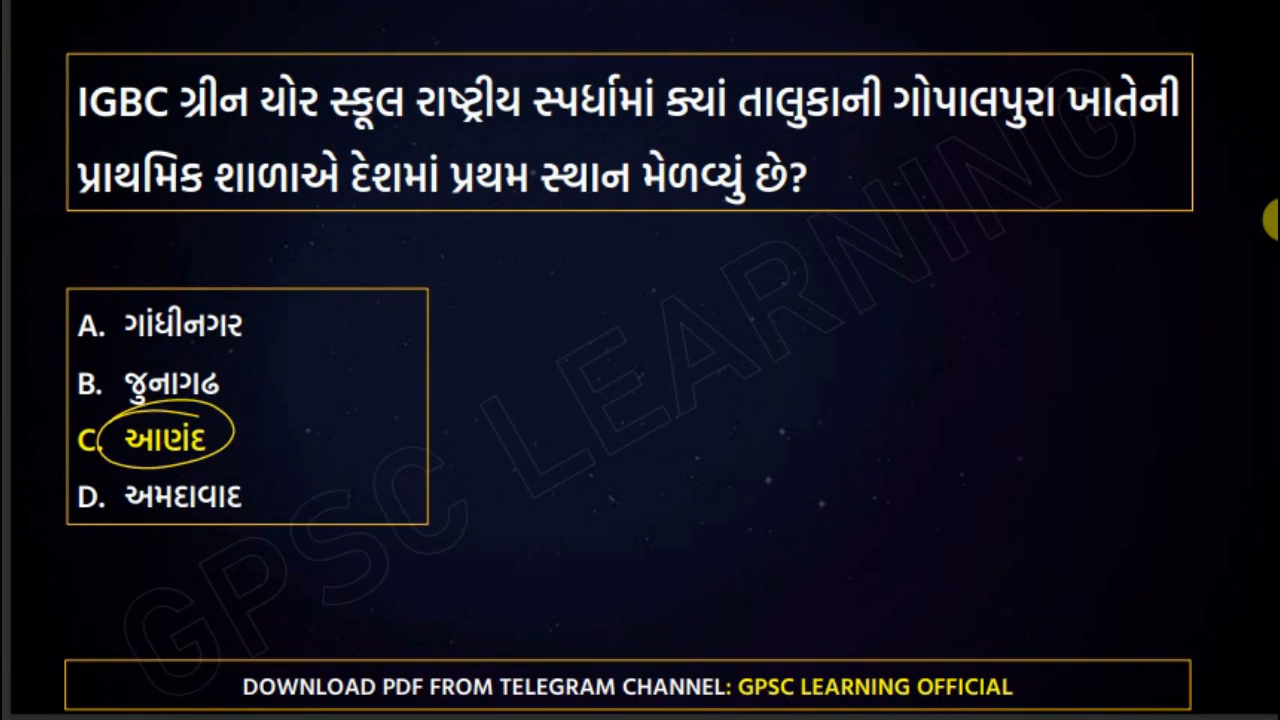 IGBC ગ્રીન યોર સ્કૂલ રાષ્ટ્રીય સ્પર્ધામાં ક્યાં તાલુકાની ગોપાલપુરા ખાતેની
પ્રાથમિક શાળાએ દેશમાં પ્રથમ સ્થાન મેળવ્યું છે?
A. ગાંધીનગર
B. જુનાગઢ
C. આણંદ
D. અમદાવાદ
GPSC LEARNING
DOWNLOAD PDF FROM TELEGRAM CHANNEL: GPSC LEARNING OFFICIAL